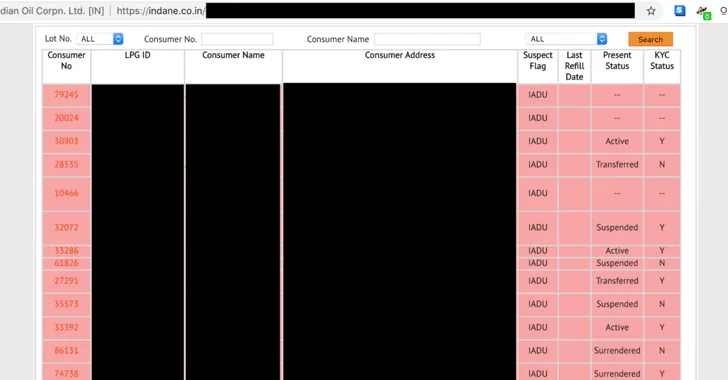 dian Oil Corpn. Ltd. [IN] | https://indane.co.in/
Lot No. ALL Consumer No. Consumer Name ALL Search
Consumer No LPG ID Consumer Name Consumer Address Suspect Flag Last Refill Date Present Status KYC Status
79245 IADU -- --
20024 IADU -- --
30903 IADU Active Y
28535 IADU Transferred N
10466 IADU -- --
32072 IADU Suspended Y
33286 IADU Active Y
61826 IADU Suspended N
27291 IADU Transferred Y
35573 IADU Suspended N
33392 IADU Active Y
86131 IADU Surrendered N
74738 IADU Surrendered Y